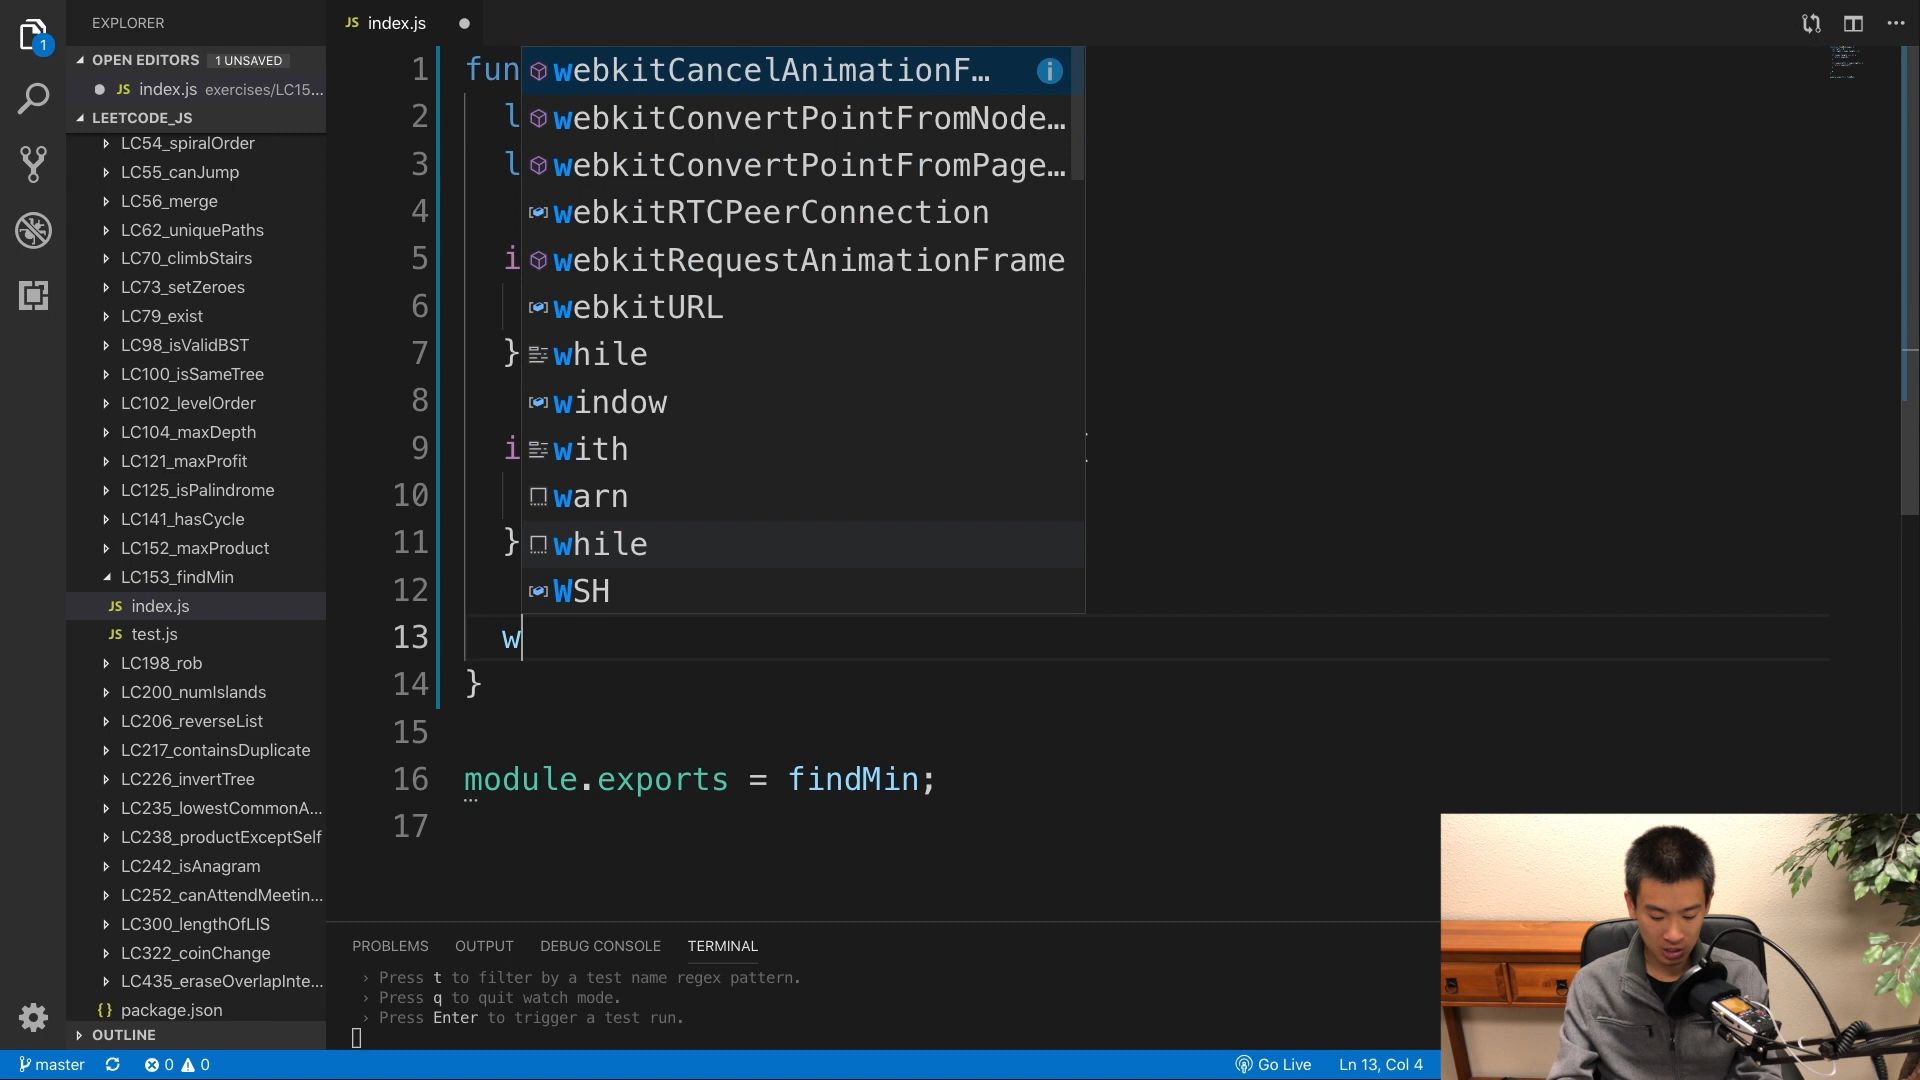 EXPLORER
OPEN EDITORS 1 UNSAVED
JS index.js exercises/LC15...
LEETCODE_JS
LC54_spiralOrder
LC55_canJump
LC56_merge
LC62_uniquePaths
LC70_climbStairs
LC73_setZeroes
LC79_exist
LC98_isValidBST
LC100_isSameTree
LC102_levelOrder
LC104_maxDepth
LC121_maxProfit
LC125_isPalindrome
LC141_hasCycle
LC152_maxProduct
LC153_findMin
JS index.js
JS test.js
LC198_rob
LC200_numIslands
LC206_reverseList
LC217_containsDuplicate
LC226_invertTree
LC235_lowestCommonA...
LC238_productExceptSelf
LC242_isAnagram
LC252_canAttendMeetin...
LC300_lengthOfLIS
LC322_coinChange
LC435_eraseOverlapInte...
{} package.json
OUTLINE
1
JS index.js
1 fun
2 l
3 l
4
5 i
6
7 }
8
9 i
10
11 }
12
13 w
14 }
15
16 module.exports = findMin;
17
webkitCancelAnimationF…
webkitConvertPointFromNode…
webkitConvertPointFromPage…
webkitRTCPeerConnection
webkitRequestAnimationFrame
webkitURL
while
window
with
warn
while
WSH
PROBLEMS OUTPUT DEBUG CONSOLE TERMINAL
› Press t to filter by a test name regex pattern.
› Press q to quit watch mode.
› Press Enter to trigger a test run.
master 0 0 Go Live Ln 13, Col 4